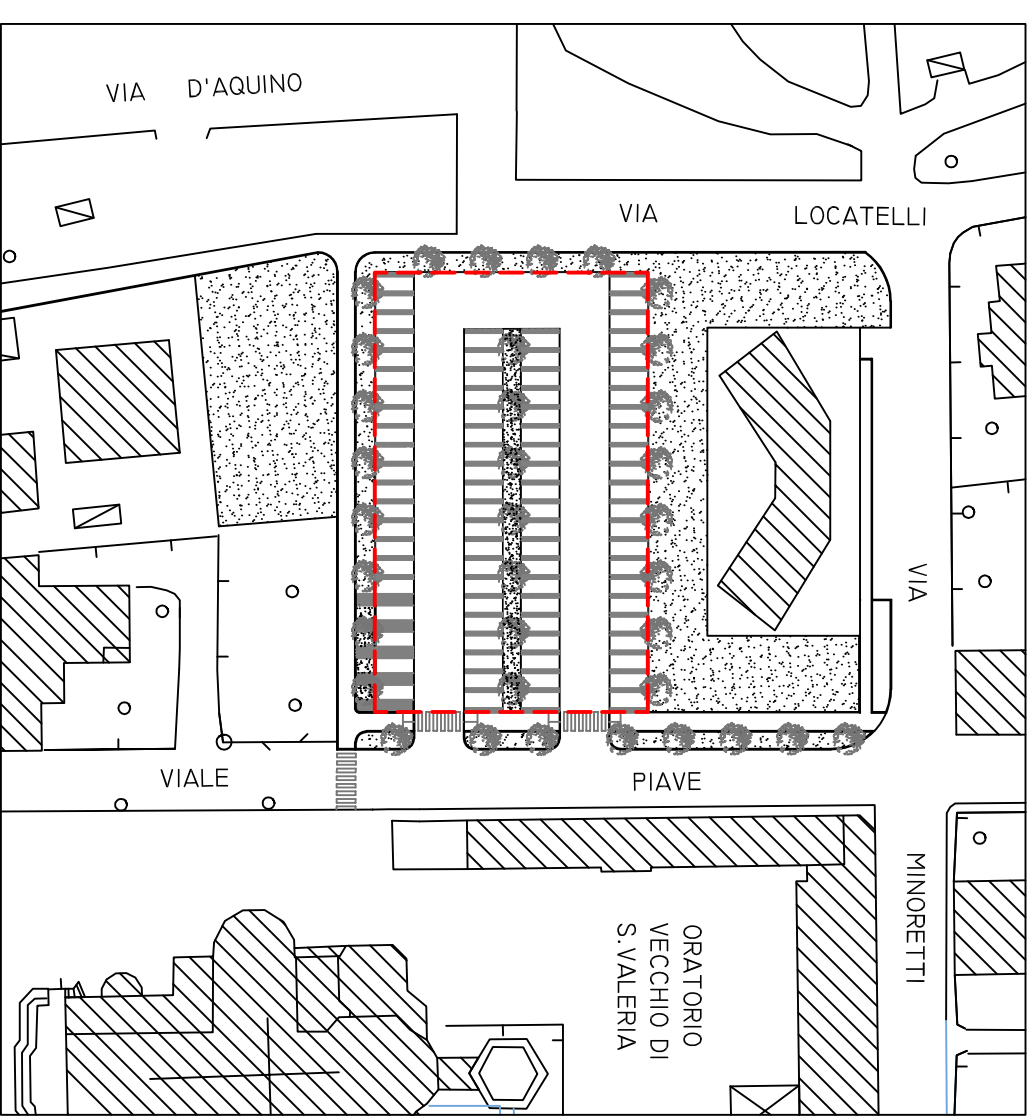 VIA D'AQUINO
VIA LOCATELLI
VIA MINORETTI
VIALE PIAVE
ORATORIO
VECCHIO DI
S.VALERIA